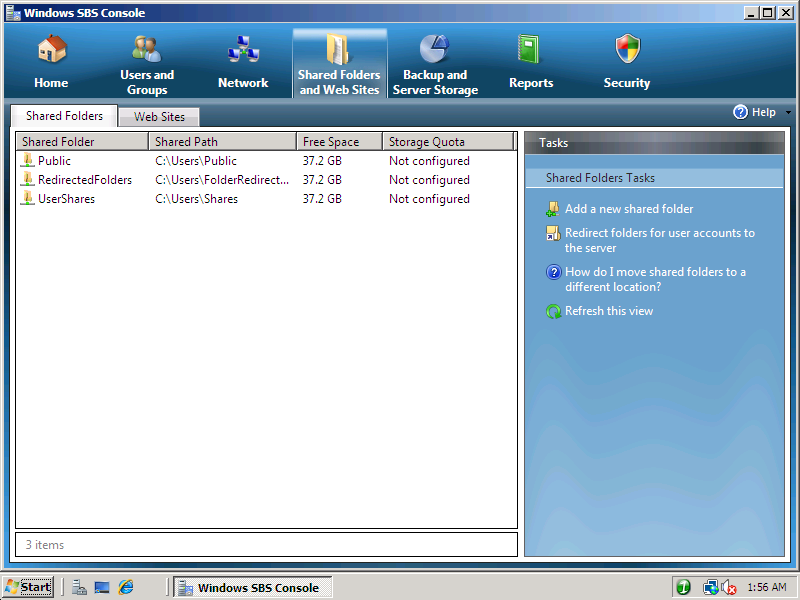 Windows SBS Console
Home
Users and
Groups
Network
Shared Folders
and Web Sites
Backup and
Server Storage
Reports
Security
Shared Folders
Web Sites
Help
Shared Folder Shared Path Free Space Storage Quota
Public C:\Users\Public 37.2 GB Not configured
RedirectedFolders C:\Users\FolderRedirect... 37.2 GB Not configured
UserShares C:\Users\Shares 37.2 GB Not configured
3 items
Tasks
Shared Folders Tasks
Add a new shared folder
Redirect folders for user accounts to
the server
How do I move shared folders to a
different location?
Refresh this view
Start
Windows SBS Console
1:56 AM